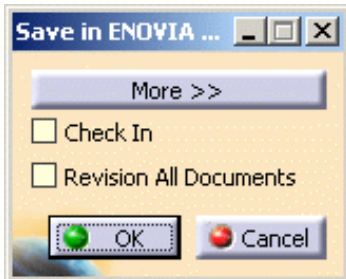 Save in ENOVIA ...
More >>
Check In
Revision All Documents
OK
Cancel